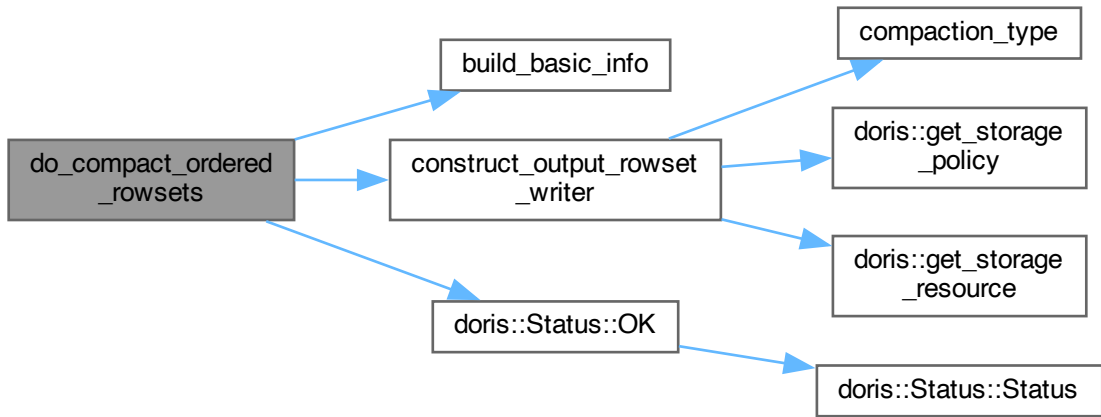 do_compact_ordered
_rowsets
build_basic_info
construct_output_rowset
_writer
doris::Status::OK
compaction_type
doris::get_storage
_policy
doris::get_storage
_resource
doris::Status::Status